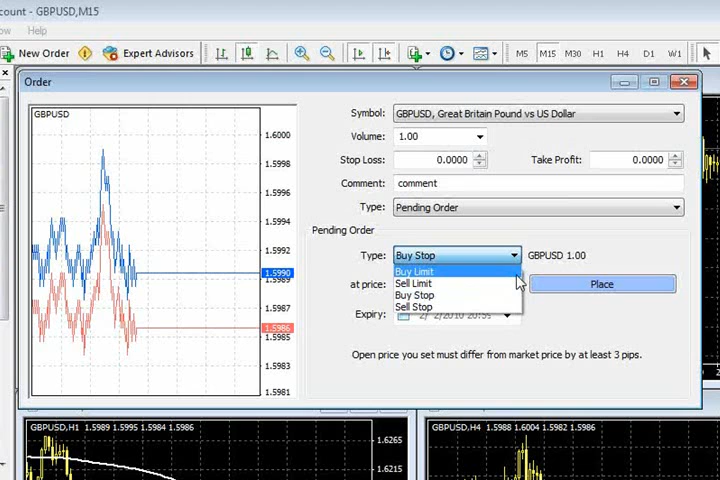 count - GBPUSD,M15
Help
New Order Expert Advisors M5 M15 M30 H1 H4 D1 W1
Order
GBPUSD
1.6000
1.5998
1.5996
1.5994
1.5992
1.5990
1.5989
1.5987
1.5986
1.5985
1.5983
1.5981
Symbol: GBPUSD, Great Britain Pound vs US Dollar
Volume: 1.00
Stop Loss: 0.0000 Take Profit: 0.0000
Comment: comment
Type: Pending Order
Pending Order
Type: Buy Stop GBPUSD 1.00
Buy Limit
Sell Limit
Buy Stop
Sell Stop
at price: Place
Expiry:
Open price you set must differ from market price by at least 3 pips.
GBPUSD,H1 1.5989 1.5995 1.5984 1.5986
1.6265
1.6215
GBPUSD,H4 1.5988 1.6004 1.5982 1.5986